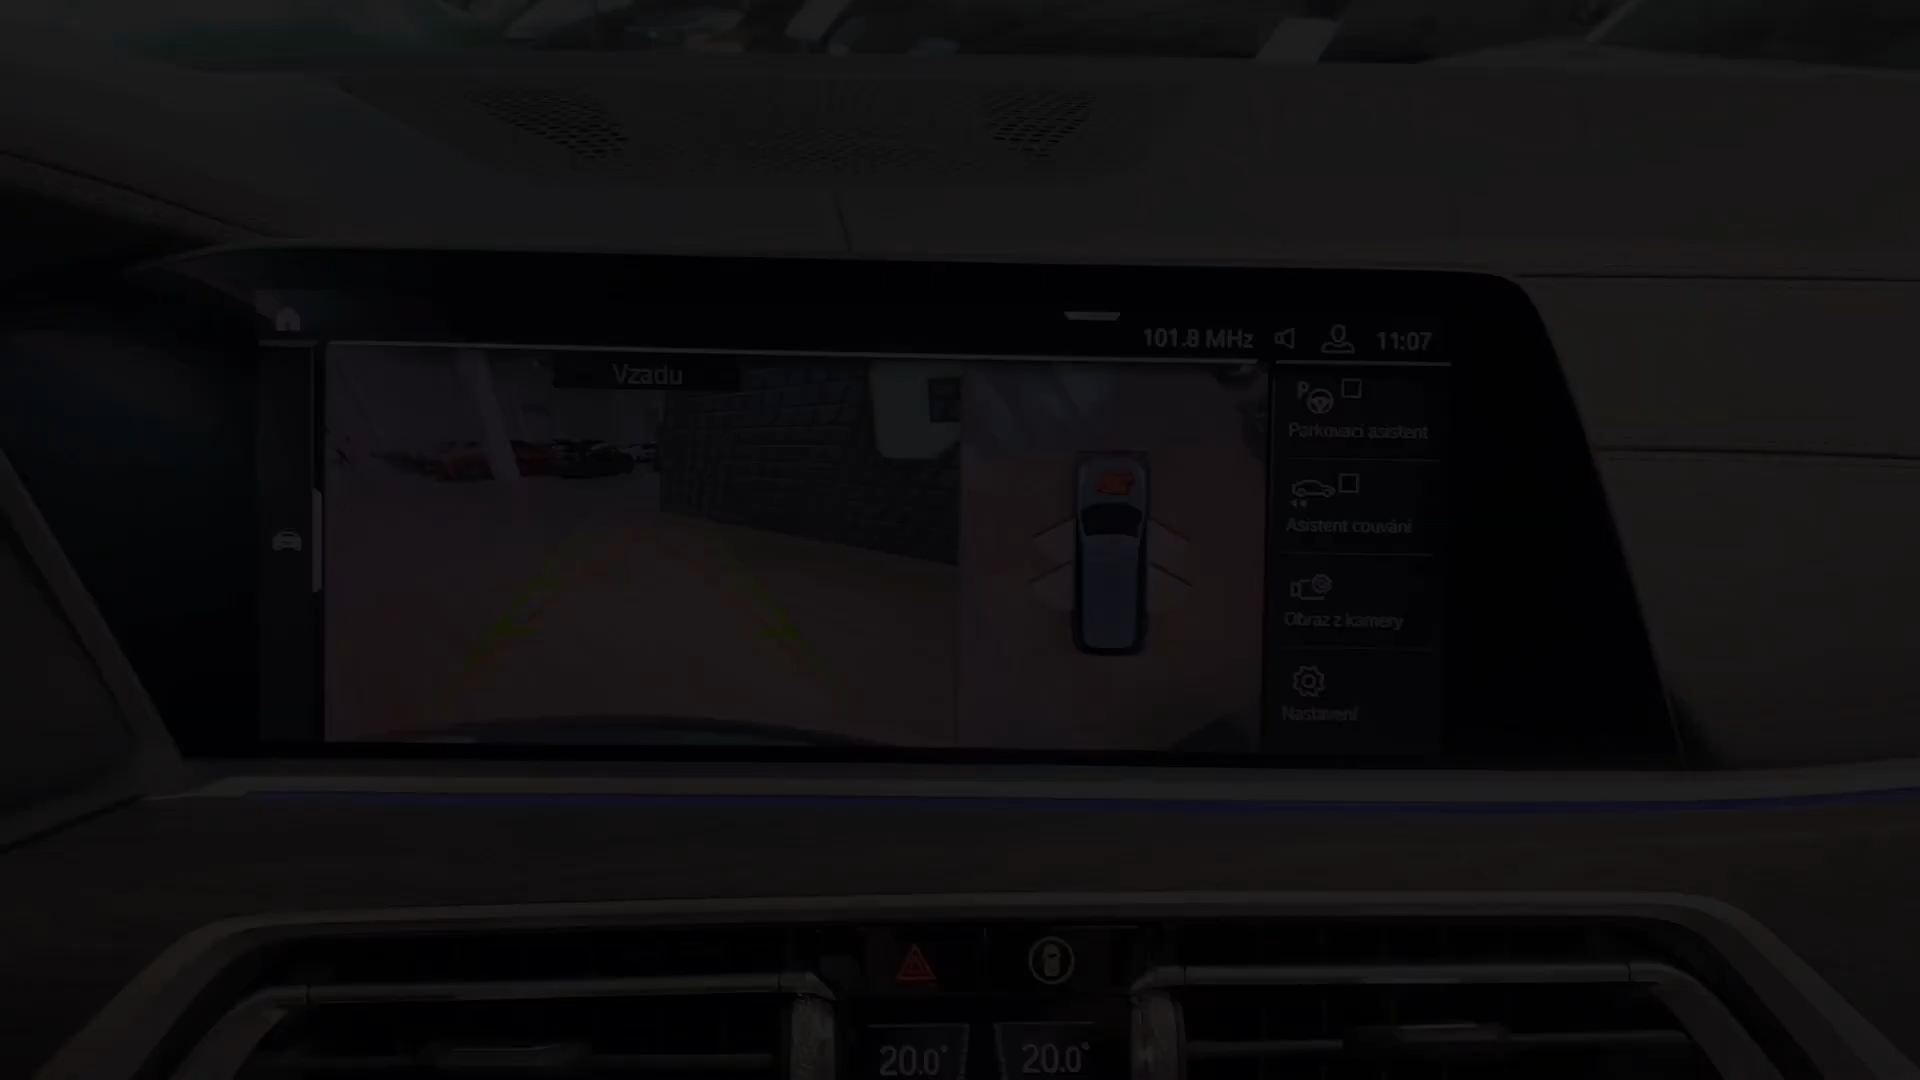 101.8 MHz 11:07
Vzadu
P
Parkovací asistent
Asistent couvání
Obraz z kamery
Nastavení
20.0° 20.0°